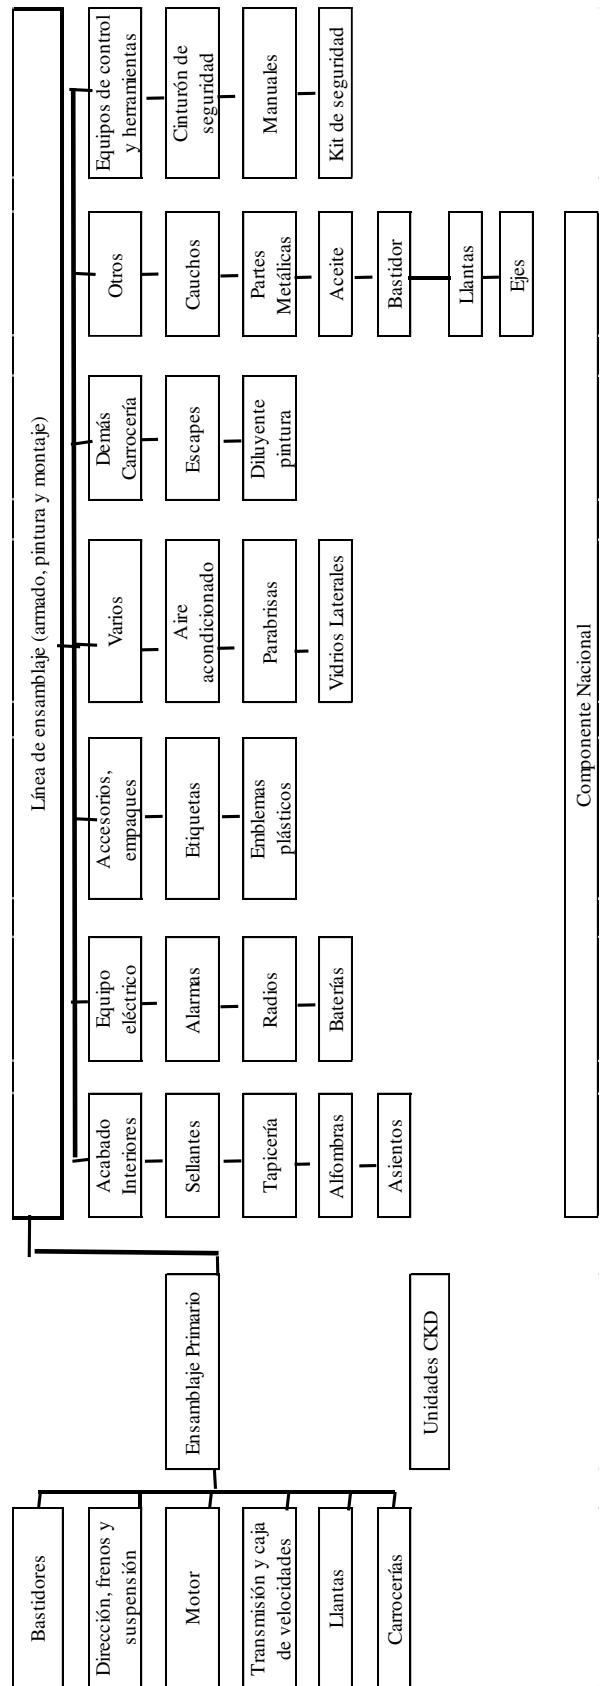 Bastidores
Dirección, frenos y
suspensión
Motor
Transmisión y caja
de velocidades
Llantas
Carrocerías
Ensamblaje Primario
Unidades CKD
Línea de ensamblaje (armado, pintura y montaje)
Acabado
Interiores
Sellantes
Tapicería
Alfombras
Asientos
Equipo
eléctrico
Alarmas
Radios
Baterías
Accesorios,
empaques
Etiquetas
Emblemas
plásticos
Varios
Aire
acondicionado
Parabrisas
Vidrios Laterales
Demás
Carrocería
Escapes
Diluyente
pintura
Otros
Cauchos
Partes
Metálicas
Aceite
Bastidor
Llantas
Ejes
Equipos de control
y herramientas
Cinturón de
seguridad
Manuales
Kit de seguridad
Componente Nacional